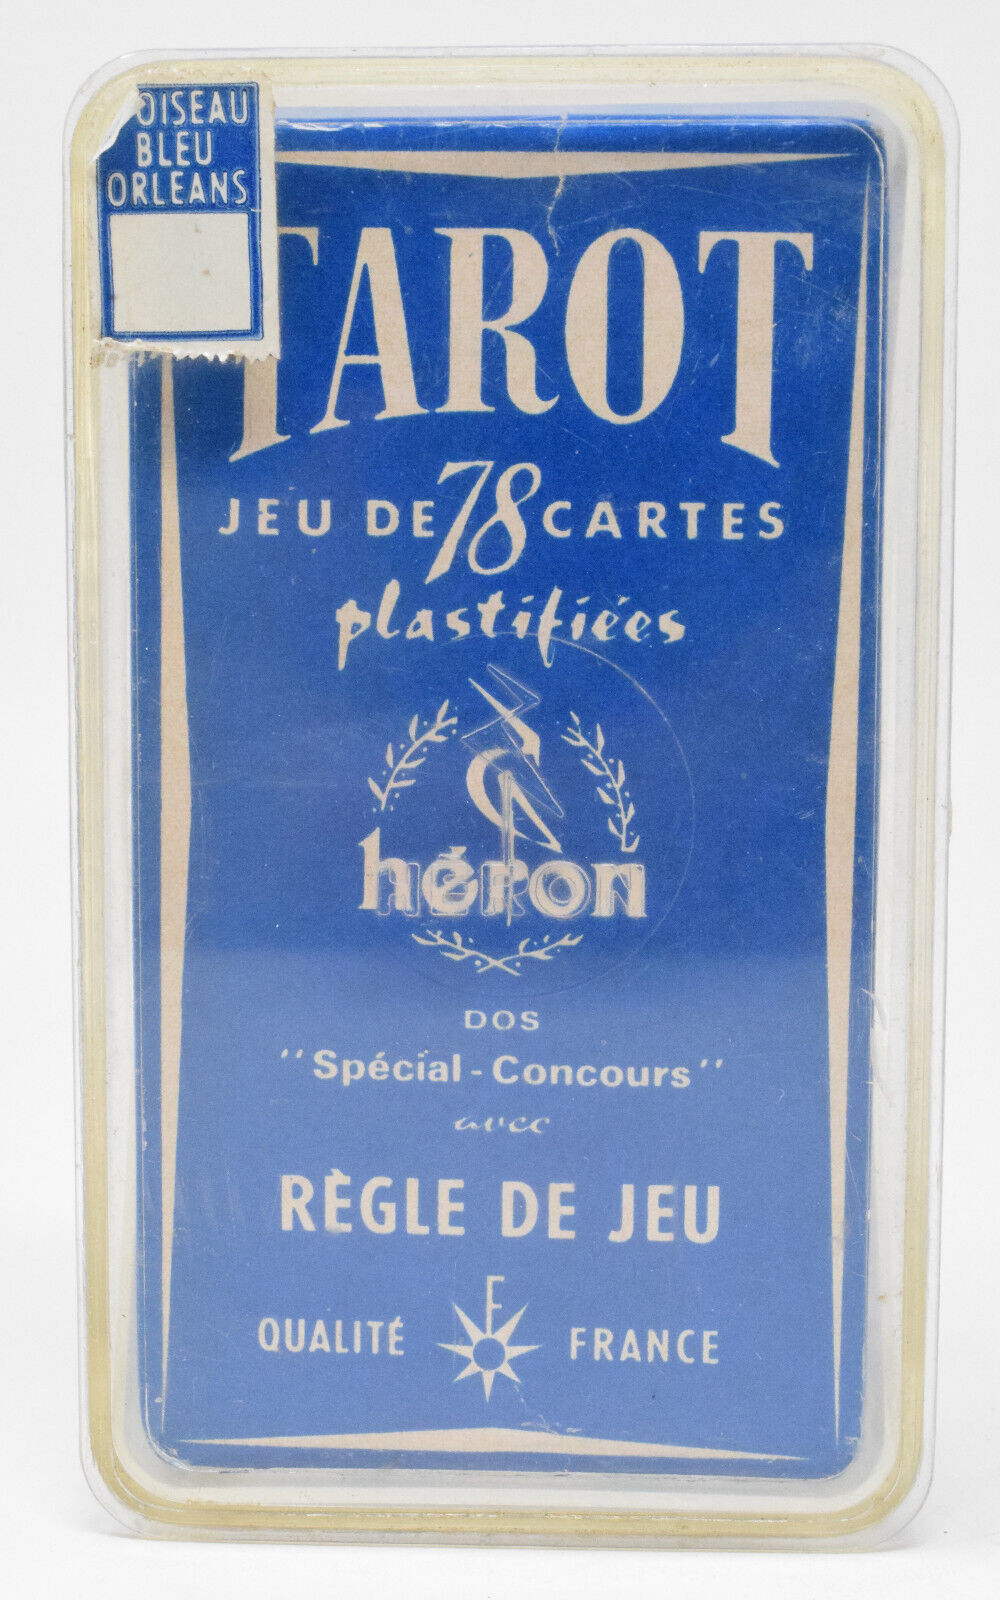 OISEAU
BLEU
ORLEANS
TAROT
JEU DE 78 CARTES
plastifiées
héron
HERON
DOS
"Spécial-Concours"
avec
RÈGLE DE JEU
F
QUALITÉ FRANCE